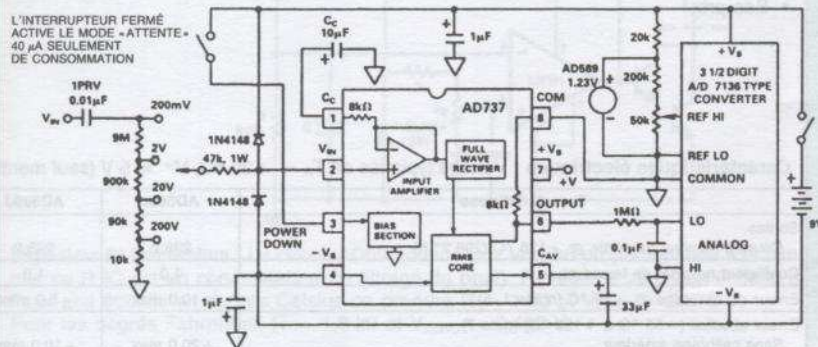 L'INTERRUPTEUR FERMÉ
ACTIVE LE MODE «ATTENTE»
40 µA SEULEMENT
DE CONSOMMATION
1PRV
0.01µF
VIN
200mV
9M
2V
900k
20V
90k
200V
10k
1N4148
47k, 1W
1N4148
1µF
CC
10µF
1µF
AD737
CC
1
8kΩ
VIN
2
INPUT
AMPLIFIER
FULL
WAVE
RECTIFIER
POWER
DOWN
3
BIAS
SECTION
-VS
4
RMS
CORE
COM
8
+VS
7
+V
8kΩ
OUTPUT
6
CAV
5
33µF
1MΩ
0.1µF
AD589
1.23V
20k
200k
50k
+VS
3 1/2 DIGIT
A/D 7136 TYPE
CONVERTER
REF HI
REF LO
COMMON
LO
ANALOG
HI
-VS
9V